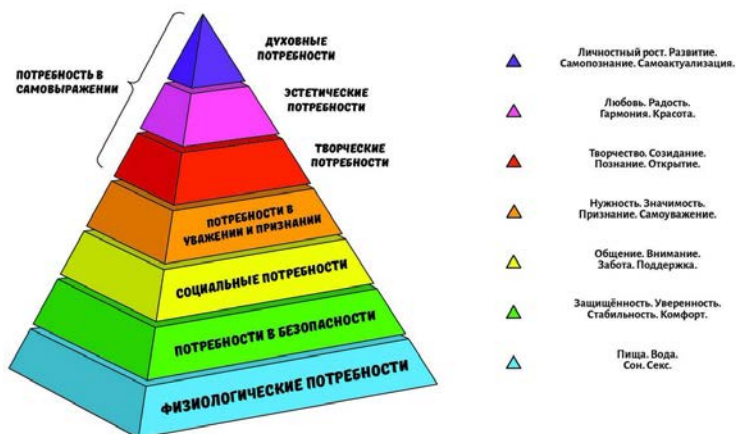 ДУХОВНЫЕ
ПОТРЕБНОСТИ
ПОТРЕБНОСТЬ В
САМОВЫРАЖЕНИИ
ЭСТЕТИЧЕСКИЕ
ПОТРЕБНОСТИ
ТВОРЧЕСКИЕ
ПОТРЕБНОСТИ
ПОТРЕБНОСТИ В
УВАЖЕНИИ И ПРИЗНАНИИ
СОЦИАЛЬНЫЕ ПОТРЕБНОСТИ
ПОТРЕБНОСТИ В БЕЗОПАСНОСТИ
ФИЗИОЛОГИЧЕСКИЕ ПОТРЕБНОСТИ
Личностный рост. Развитие.
Самопознание. Самоактуализация.
Любовь. Радость.
Гармония. Красота.
Творчество. Созидание.
Познание. Открытие.
Нужность. Значимость.
Признание. Самоуважение.
Общение. Внимание.
Забота. Поддержка.
Защищённость. Уверенность.
Стабильность. Комфорт.
Пища. Вода.
Сон. Секс.